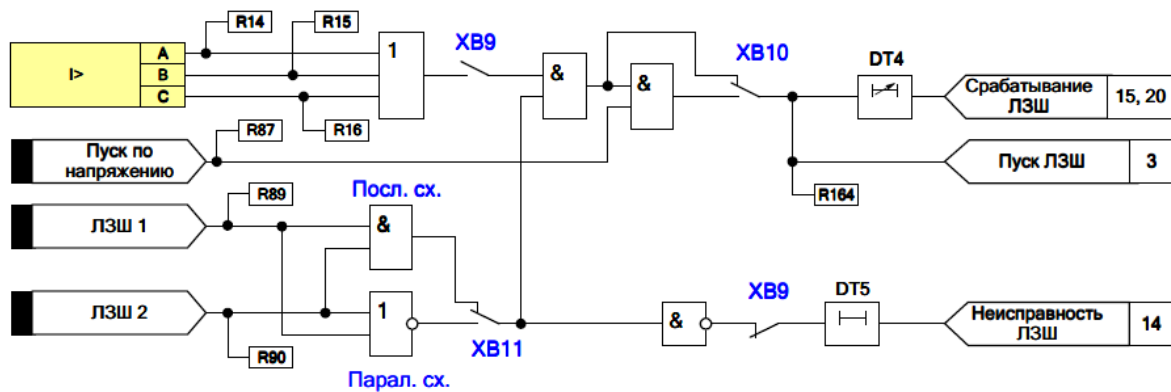 R14
R15
XB9
XB10
DT4
I>
A
B
C
1
&
&
Срабатывание
ЛЗШ
15, 20
R16
R87
Пуск по
напряжению
Пуск ЛЗШ
3
R89
Посл. сх.
R164
ЛЗШ 1
&
ЛЗШ 2
1
XB11
&
XB9
DT5
Неисправность
ЛЗШ
14
R90
Парал. сх.